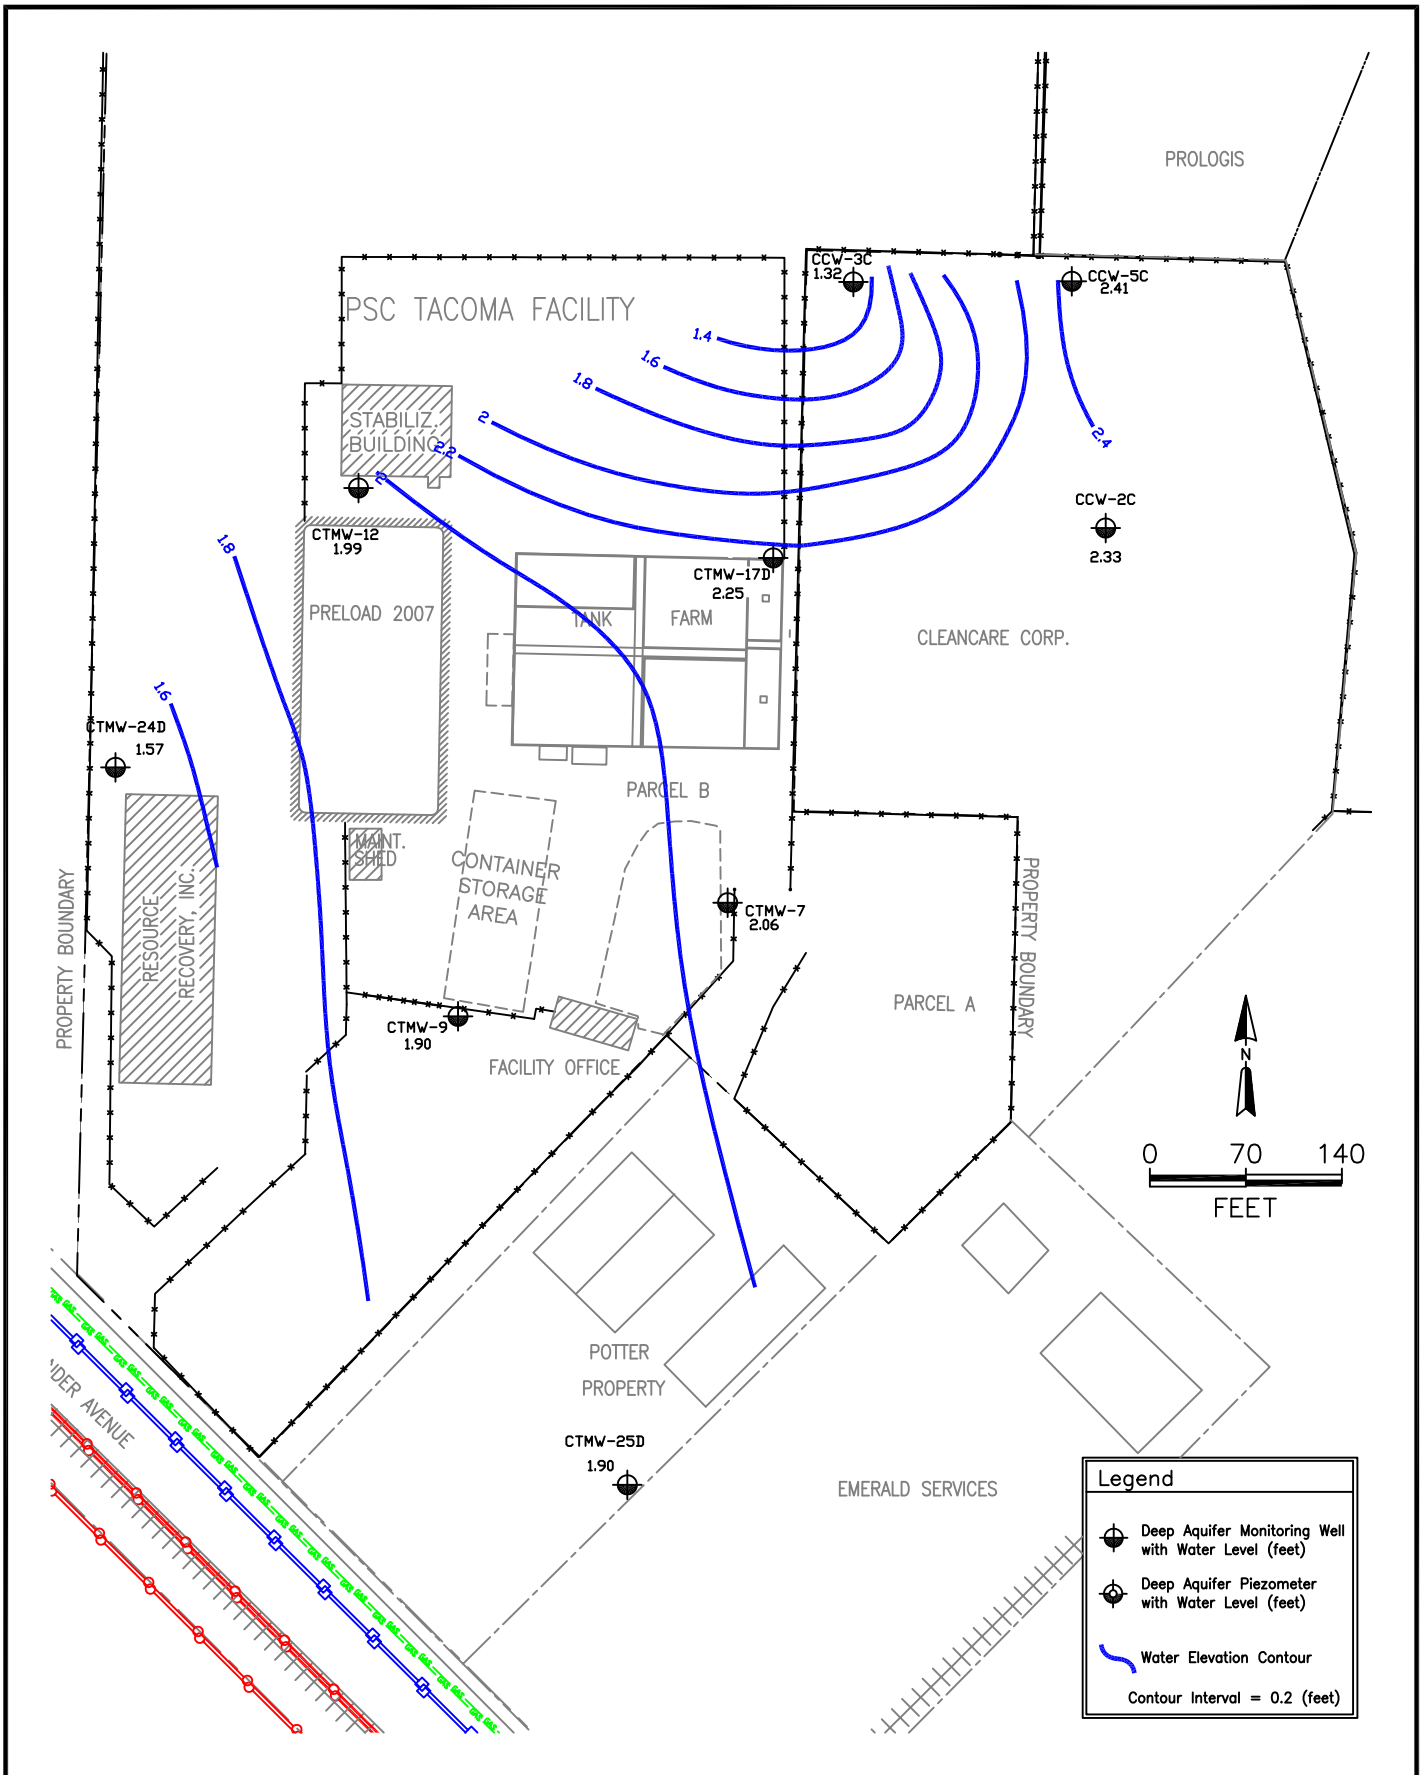 PROLOGIS
CCW-3C
1.32
CCW-5C
2.41
PSC TACOMA FACILITY
1.4
1.6
1.8
2
2.2
2.4
STABILIZ.
BUILDING
2
CCW-2C
2.33
CTMW-12
1.99
1.8
CTMW-17D
2.25
PRELOAD 2007
TANK
FARM
CLEANCARE CORP.
1.6
CTMW-24D
1.57
PARCEL B
MAINT.
SHED
CONTAINER
STORAGE
AREA
PROPERTY BOUNDARY
RESOURCE
RECOVERY, INC.
CTMW-7
2.06
PROPERTY BOUNDARY
PARCEL A
CTMW-9
1.90
FACILITY OFFICE
N
0 70 140
FEET
POTTER
PROPERTY
NDER AVENUE
GAS GAS
CTMW-25D
1.90
EMERALD SERVICES
Legend
Deep Aquifer Monitoring Well
with Water Level (feet)
Deep Aquifer Piezometer
with Water Level (feet)
Water Elevation Contour
Contour Interval = 0.2 (feet)